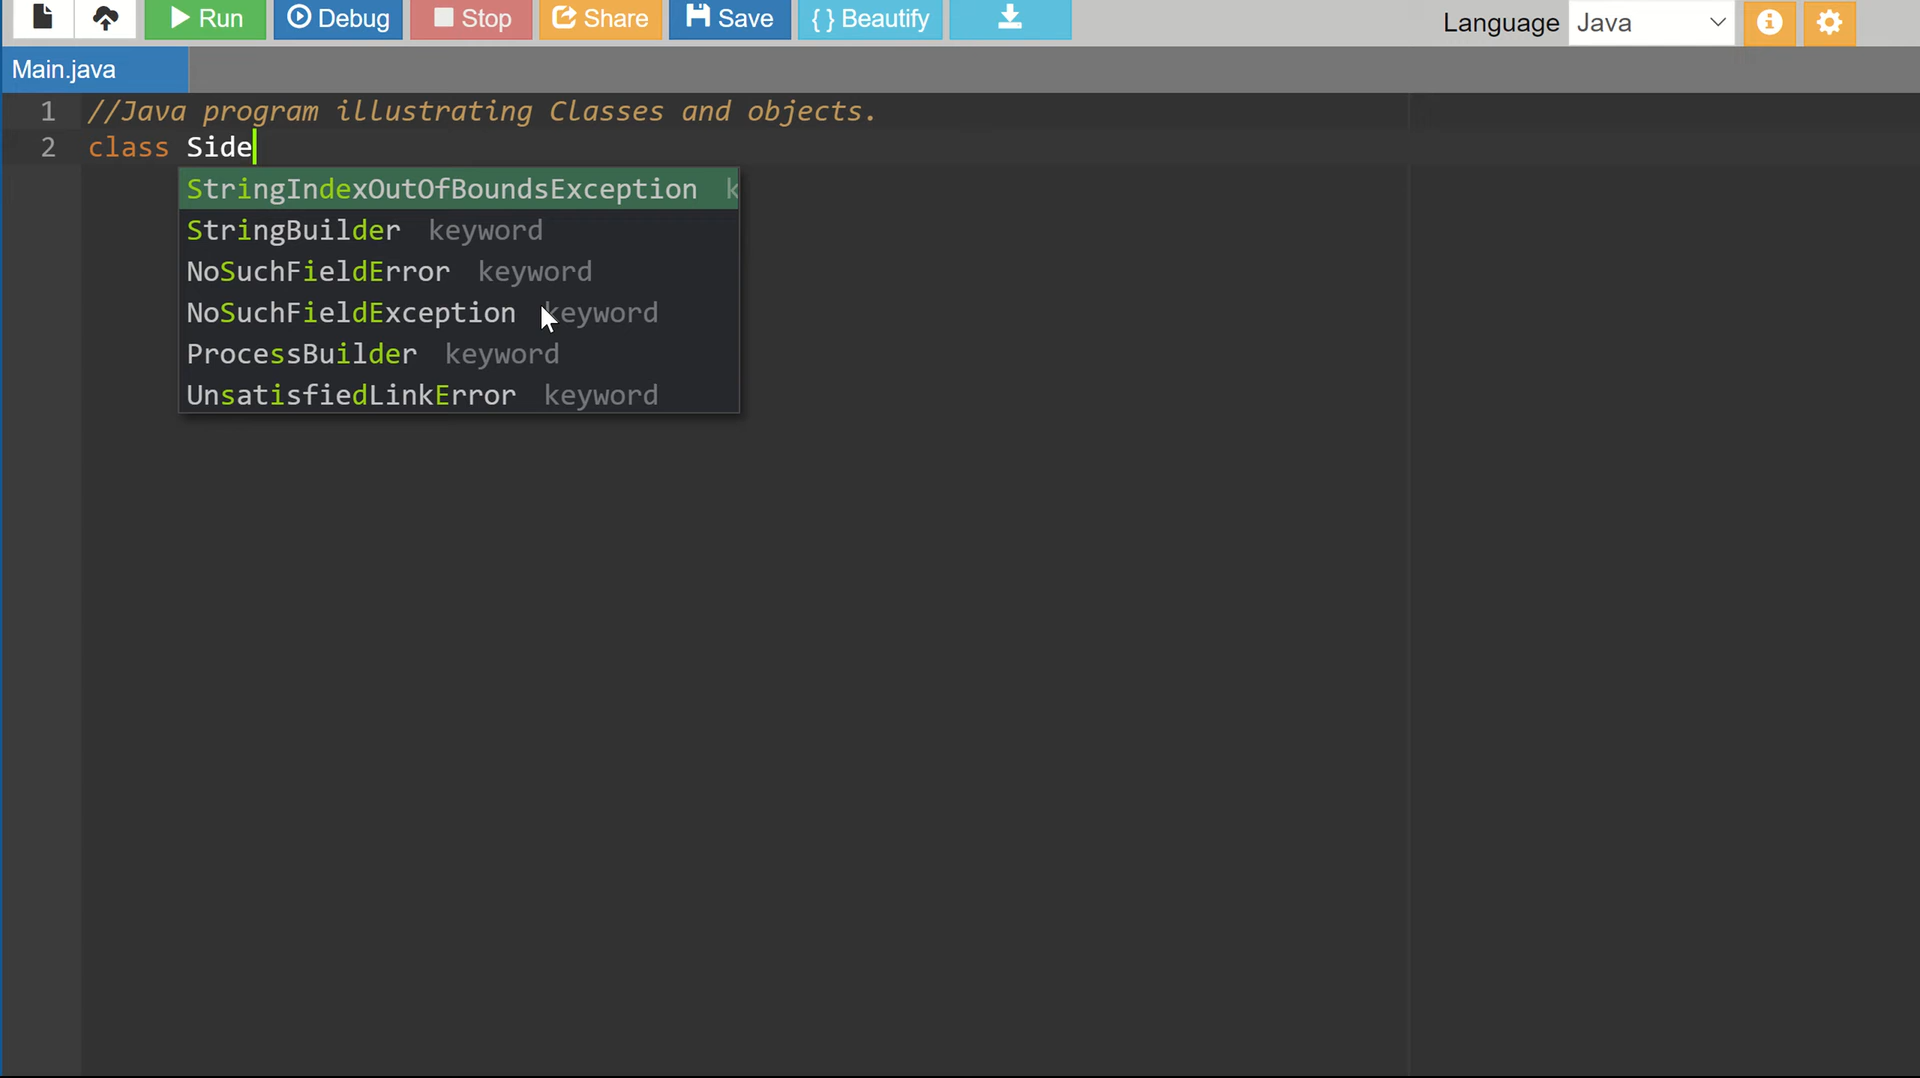 Run Debug Stop Share Save { } Beautify Language Java
Main.java
1 //Java program illustrating Classes and objects.
2 class Side
StringIndexOutOfBoundsException k
StringBuilder keyword
NoSuchFieldError keyword
NoSuchFieldException keyword
ProcessBuilder keyword
UnsatisfiedLinkError keyword